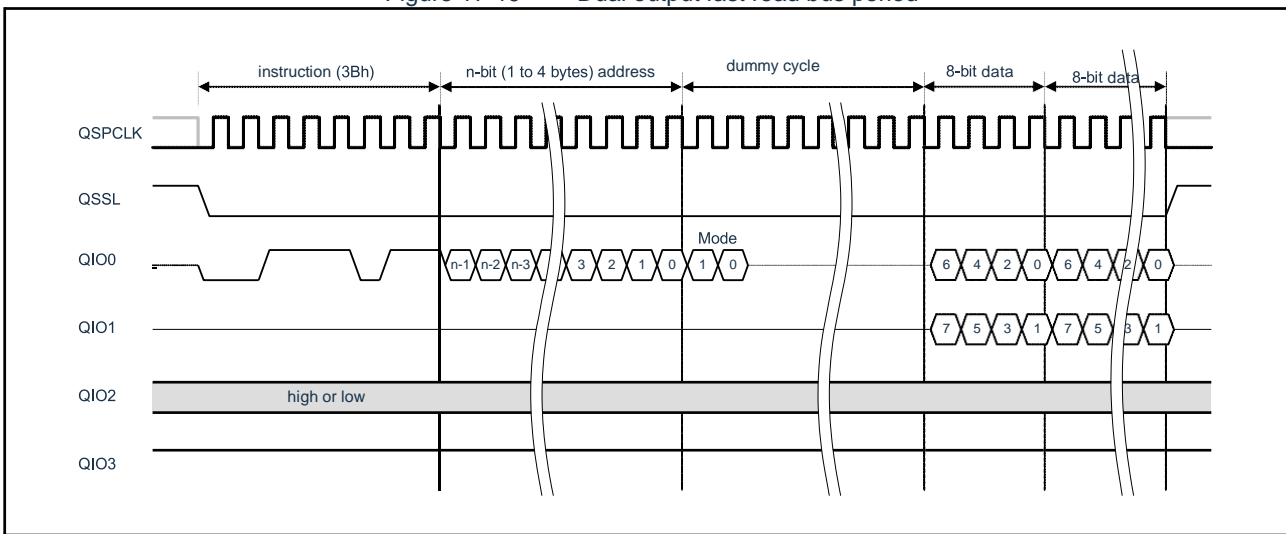 instruction (3Bh) n-bit (1 to 4 bytes) address dummy cycle 8-bit data 8-bit data
QSPCLK
QSSL
Mode
QIO0 n-1 n-2 n-3 3 2 1 0 1 0 6 4 2 0 6 4 2 0
QIO1 7 5 3 1 7 5 3 1
QIO2 high or low
QIO3